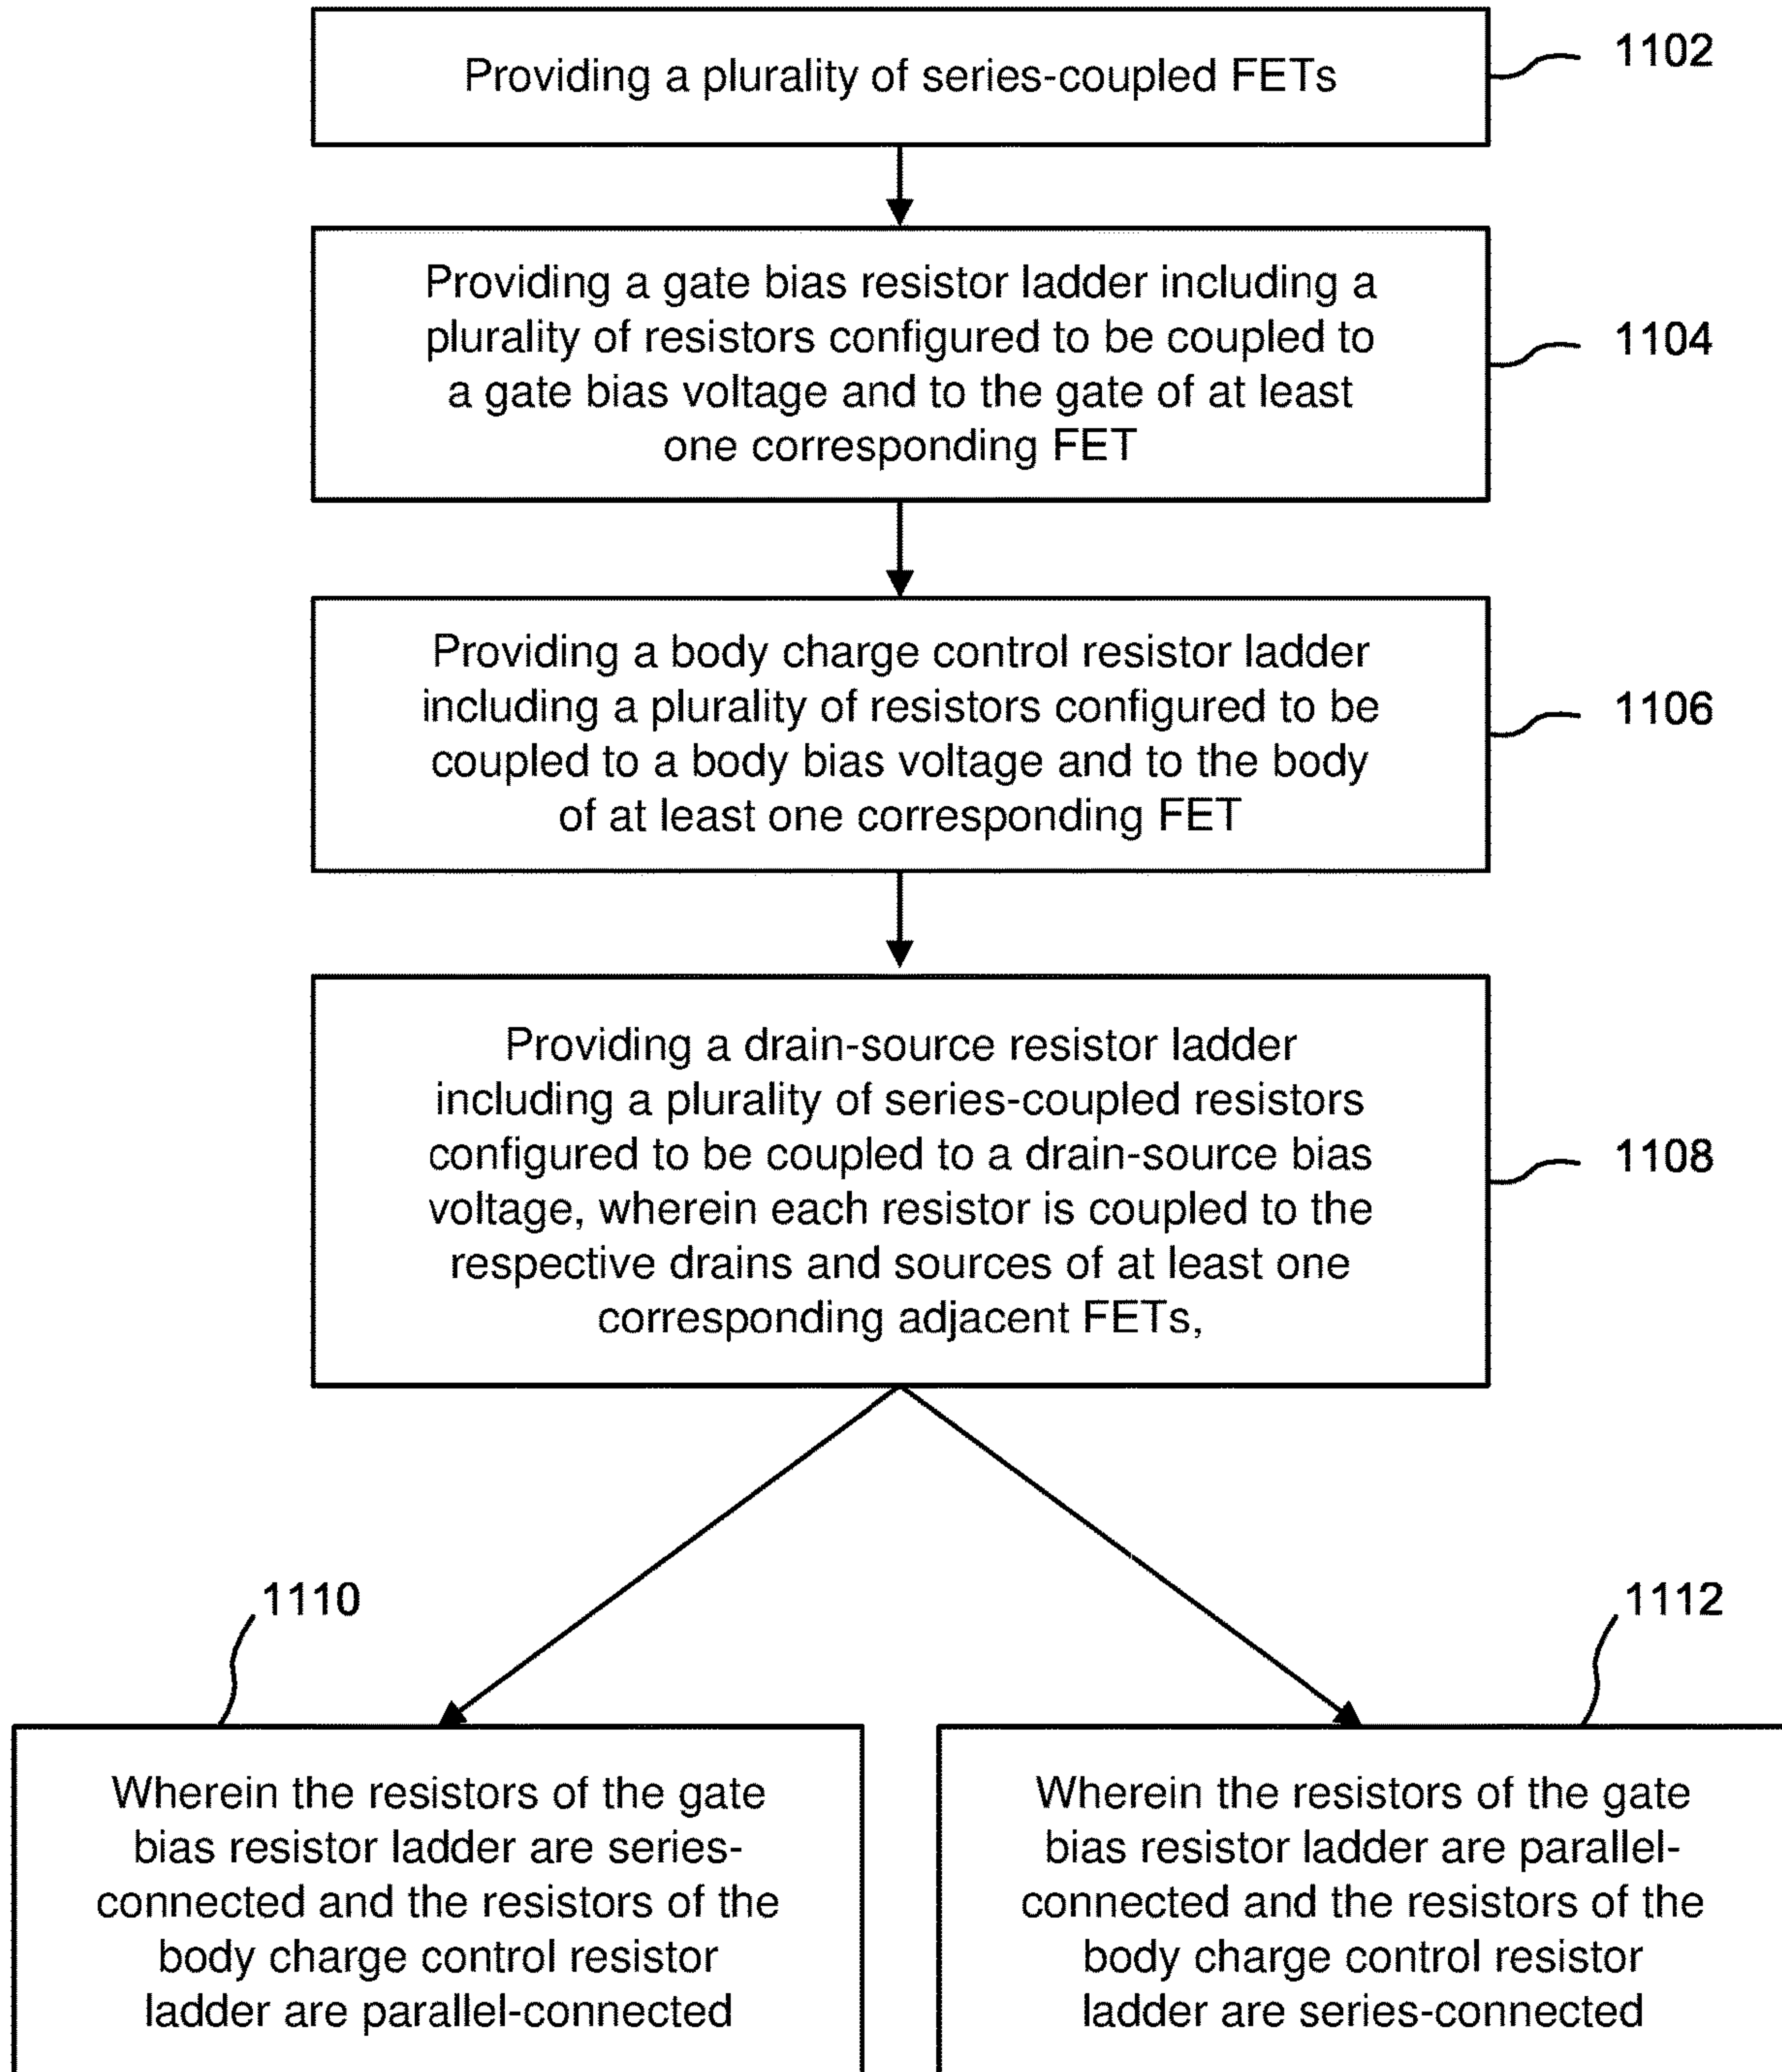 Providing a plurality of series-coupled FETs
1102
Providing a gate bias resistor ladder including a
plurality of resistors configured to be coupled to
a gate bias voltage and to the gate of at least
one corresponding FET
1104
Providing a body charge control resistor ladder
including a plurality of resistors configured to be
coupled to a body bias voltage and to the body
of at least one corresponding FET
1106
Providing a drain-source resistor ladder
including a plurality of series-coupled resistors
configured to be coupled to a drain-source bias
voltage, wherein each resistor is coupled to the
respective drains and sources of at least one
corresponding adjacent FETs,
1108
1110
Wherein the resistors of the gate
bias resistor ladder are series-
connected and the resistors of the
body charge control resistor
ladder are parallel-connected
1112
Wherein the resistors of the gate
bias resistor ladder are parallel-
connected and the resistors of the
body charge control resistor
ladder are series-connected